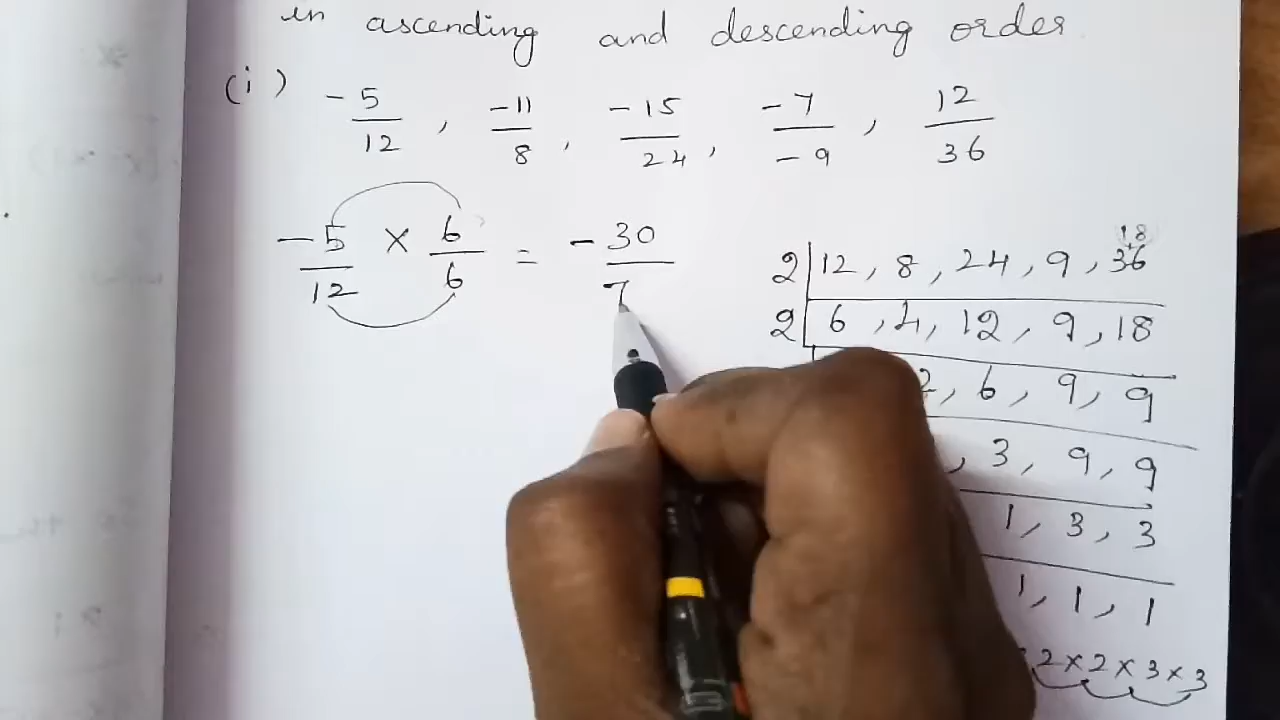 in ascending and descending order
(i) -5/12 , -11/8 , -15/24 , -7/-9 , 12/36
-5/12 × 6/6 = -30/7
18
2 | 12 , 8 , 24 , 9 , 36
2 | 6 , 4 , 12 , 9 , 18
2 , 6 , 9 , 9
, 3 , 9 , 9
1 , 3 , 3
1 , 1 , 1
2 × 2 × 3 × 3